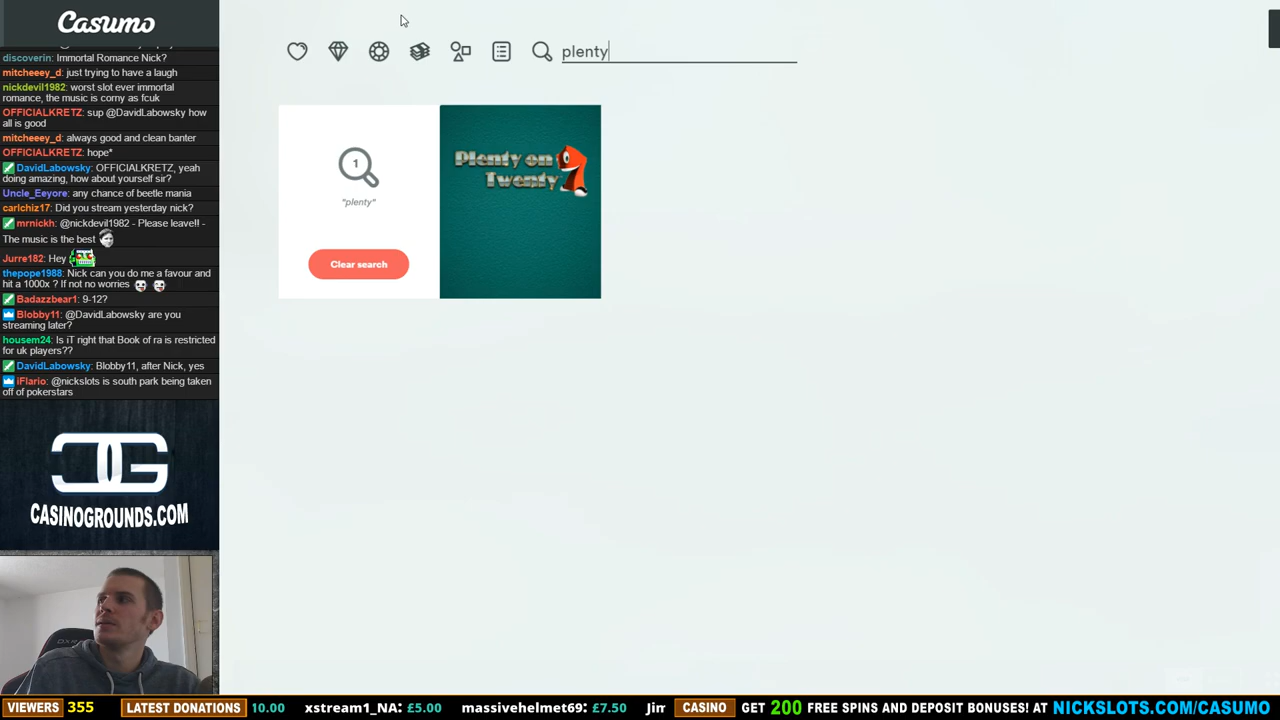 Casumo
plenty
discoverin: Immortal Romance Nick?
mitcheeey_d: just trying to have a laugh
nickdevil1982: worst slot ever immortal
romance, the music is corny as fcuk
OFFICIALKRETZ: sup @DavidLabowsky how
all is good
mitcheeey_d: always good and clean banter
OFFICIALKRETZ: hope*
DavidLabowsky: OFFICIALKRETZ, yeah
doing amazing, how about yourself sir?
Uncle_Eeyore: any chance of beetle mania
carlchiz17: Did you stream yesterday nick?
mrnickh: @nickdevil1982 - Please leave!! -
The music is the best
Jurre182: Hey
thepope1988: Nick can you do me a favour and
hit a 1000x ? If not no worries
Badazzbear1: 9-12?
Blobby11: @DavidLabowsky are you
streaming later?
housem24: Is iT right that Book of ra is restricted
for uk players??
DavidLabowsky: Blobby11, after Nick, yes
iFlario: @nickslots is south park being taken
off of pokerstars
1
"plenty"
Clear search
Plenty on
Twenty
CG
CASINOGROUNDS.COM
DXR
VIEWERS 355 LATEST DONATIONS 10.00 xstream1_NA: £5.00 massivehelmet69: £7.50 Jim CASINO GET 200 FREE SPINS AND DEPOSIT BONUSES! AT NICKSLOTS.COM/CASUMO